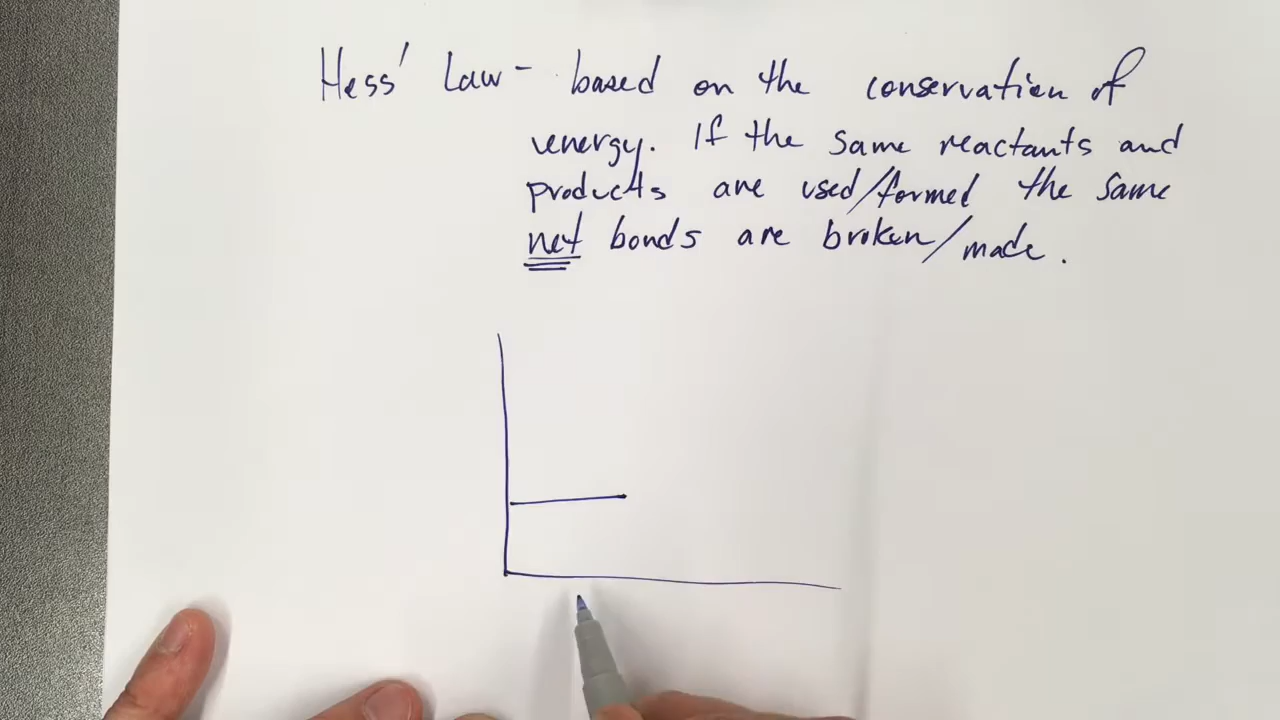 Hess' Law - based on the conservation of
energy. If the same reactants and
products are used/formed the same
net bonds are broken/made.